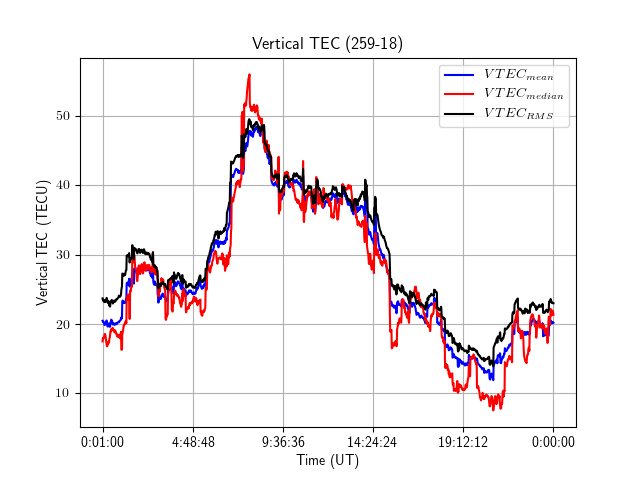 Vertical TEC (259-18)
VTEC_mean
VTEC_median
VTEC_RMS
50
40
30
20
10
Vertical TEC (TECU)
0:01:00 4:48:48 9:36:36 14:24:24 19:12:12 0:00:00
Time (UT)